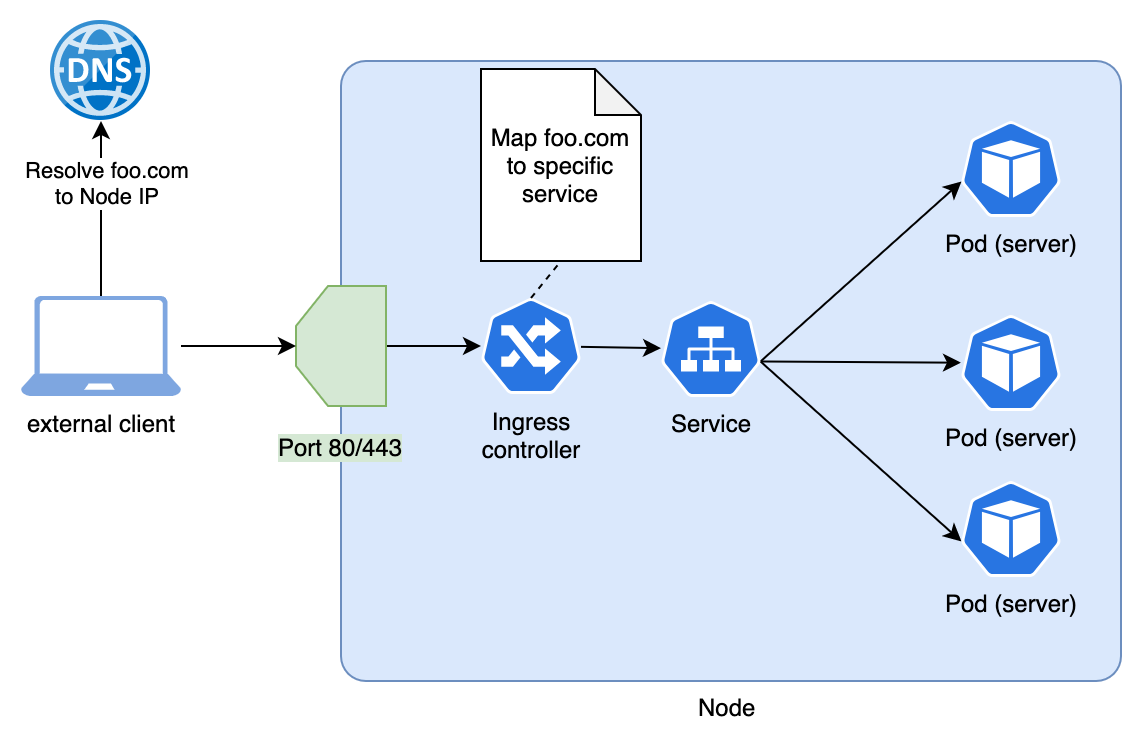 DNS
Resolve foo.com
to Node IP
external client
Port 80/443
Map foo.com
to specific
service
Ingress
controller
Service
Pod (server)
Pod (server)
Pod (server)
Node